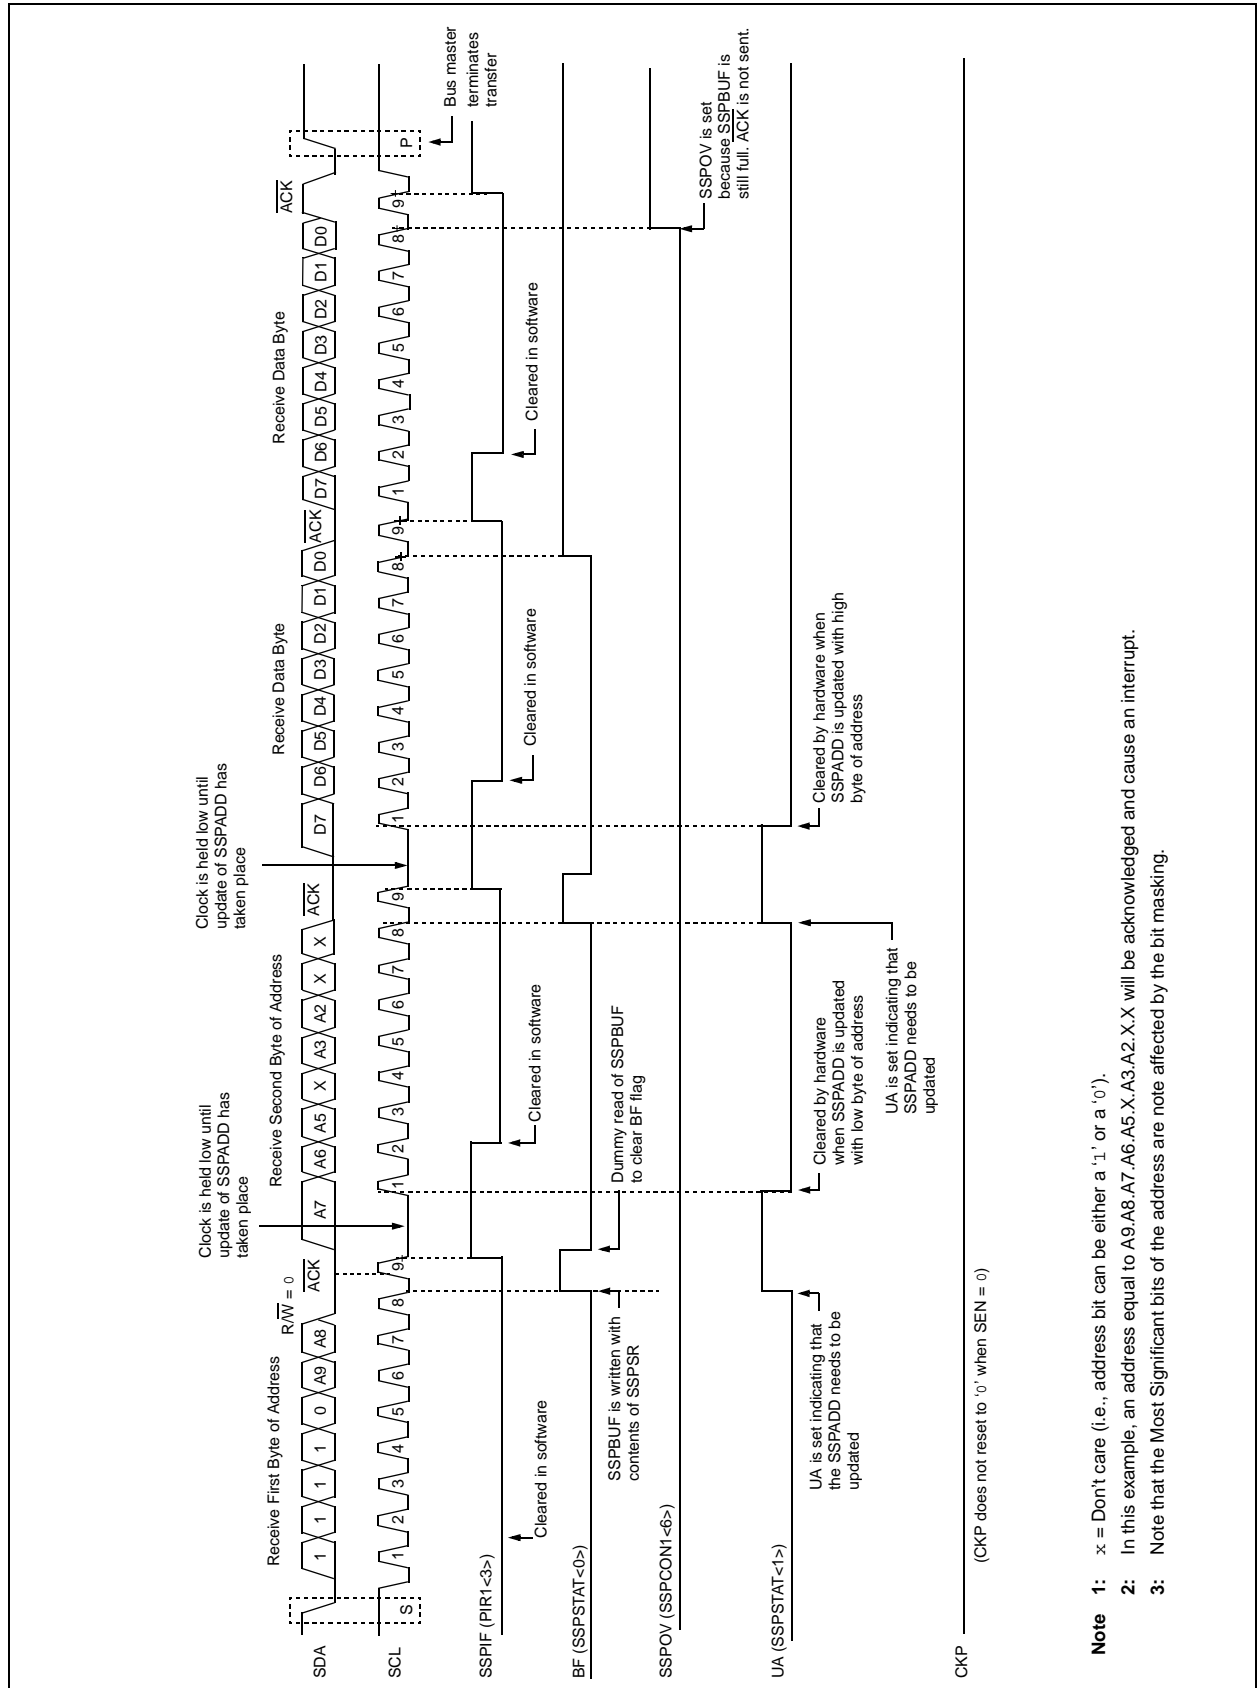 Receive First Byte of Address
R/W = 0
Clock is held low until
update of SSPADD has
taken place
Receive Second Byte of Address
Clock is held low until
update of SSPADD has
taken place
Receive Data Byte
Receive Data Byte
SDA
1 1 1 1 0 A9 A8 ACK A7 A6 A5 X A3 A2 X X ACK D7 D6 D5 D4 D3 D2 D1 D0 ACK D7 D6 D5 D4 D3 D2 D1 D0 ACK
SCL
S 1 2 3 4 5 6 7 8 9 1 2 3 4 5 6 7 8 9 1 2 3 4 5 6 7 8 9 1 2 3 4 5 6 7 8 9 P
Bus master
terminates
transfer
SSPIF (PIR1<3>)
Cleared in software
Cleared in software
Cleared in software
Cleared in software
BF (SSPSTAT<0>)
SSPBUF is written with
contents of SSPSR
Dummy read of SSPBUF
to clear BF flag
SSPOV (SSPCON1<6>)
SSPOV is set
because SSPBUF is
still full. ACK is not sent.
UA (SSPSTAT<1>)
UA is set indicating that
the SSPADD needs to be
updated
Cleared by hardware
when SSPADD is updated
with low byte of address
UA is set indicating that
SSPADD needs to be
updated
Cleared by hardware when
SSPADD is updated with high
byte of address
CKP
(CKP does not reset to ‘0’ when SEN = 0)
Note 1: x = Don't care (i.e., address bit can be either a ‘1’ or a ‘0’).
2: In this example, an address equal to A9.A8.A7.A6.A5.X.A3.A2.X.X will be acknowledged and cause an interrupt.
3: Note that the Most Significant bits of the address are note affected by the bit masking.